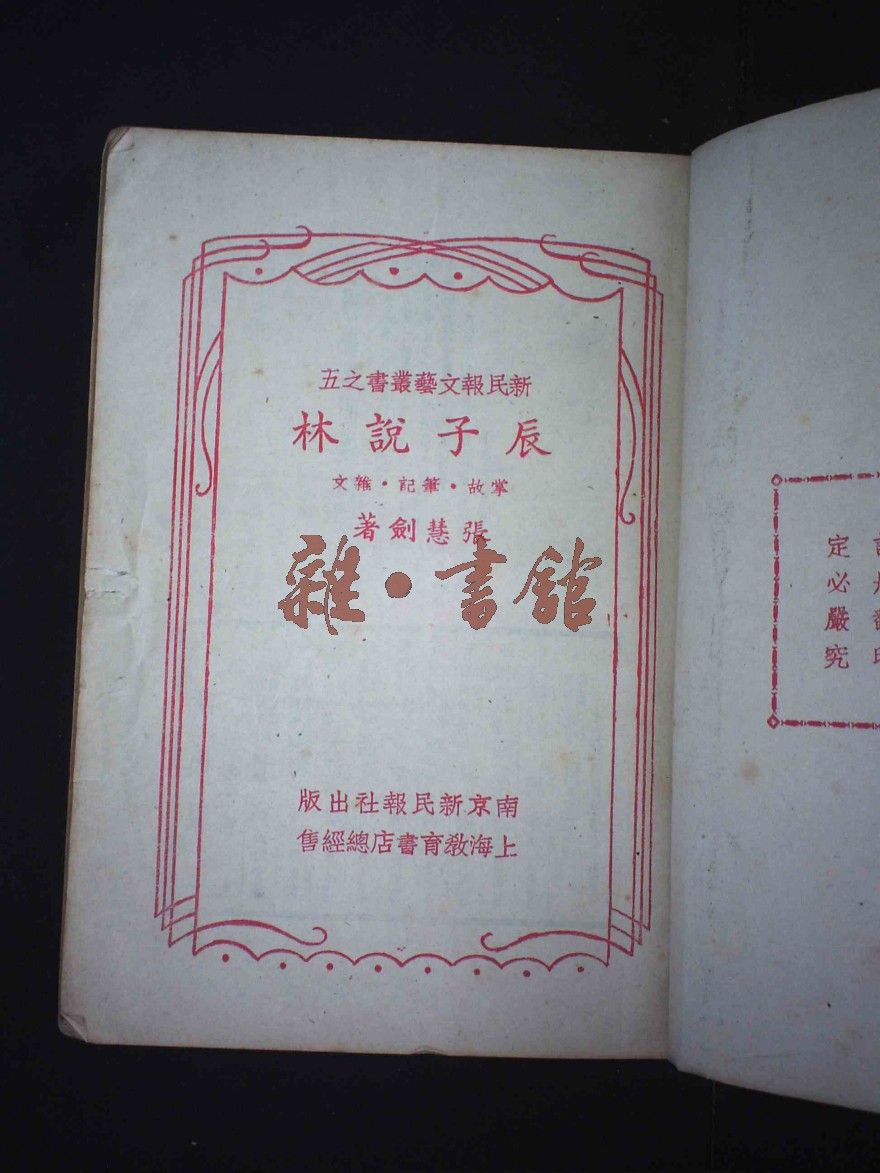 新民報文藝叢書之五
辰子說林
掌故·筆記·雜文
張慧劍著
雜·書館
南京新民報社出版
上海教育書店總經售
定必嚴究